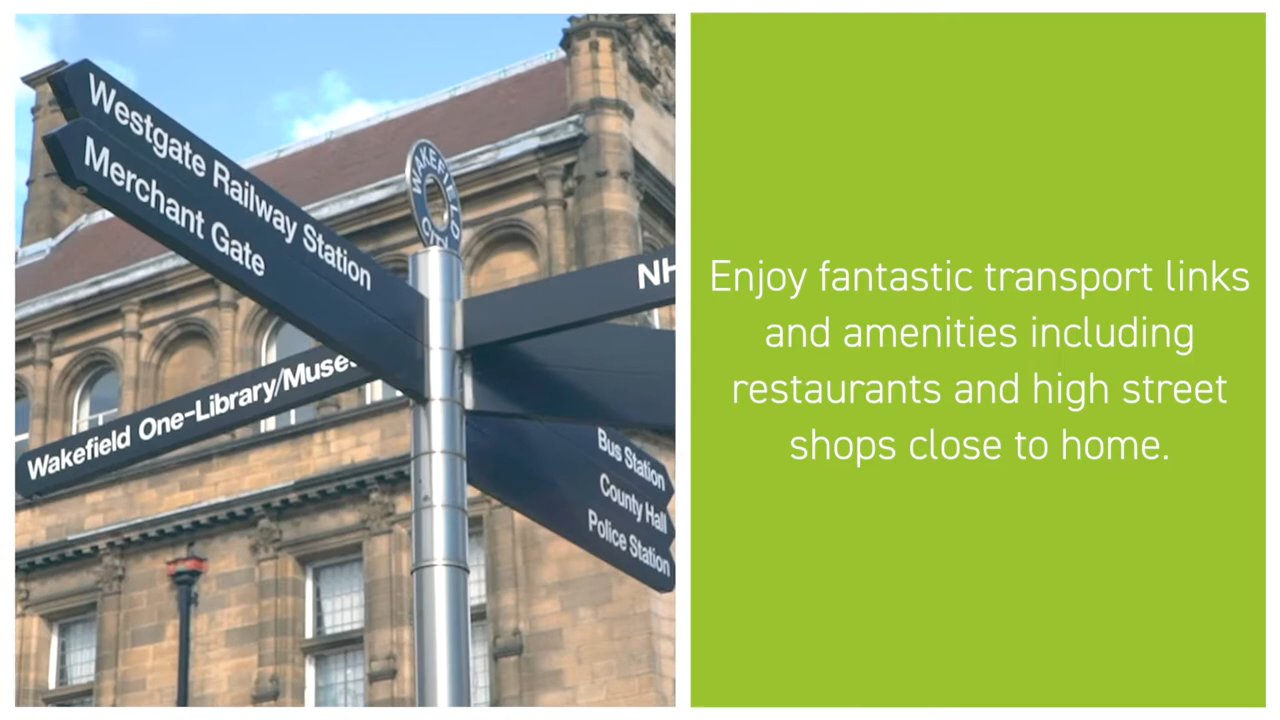 Westgate Railway Station
Merchant Gate
WAKEFIELD
Wakefield One-Library/
Bus Station
County Hall
Police Station
Enjoy fantastic transport links
and amenities including
restaurants and high street
shops close to home.